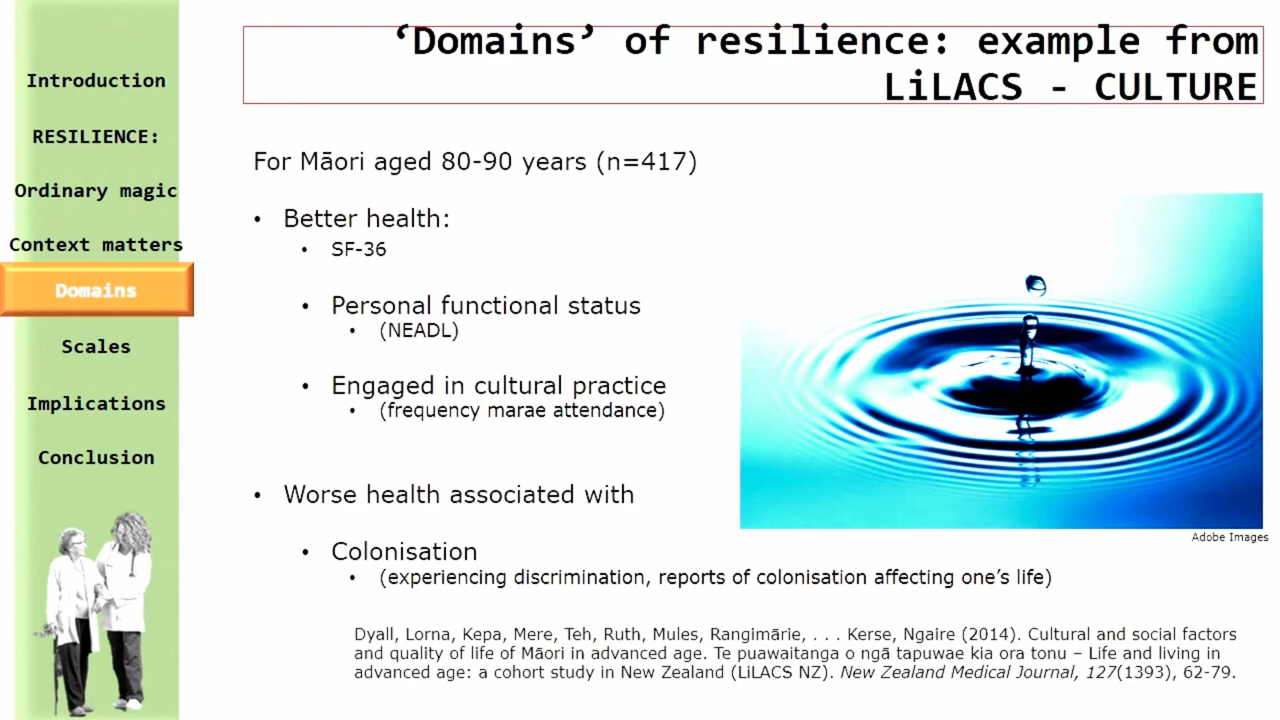 ‘Domains’ of resilience: example from
LiLACS - CULTURE
Introduction
RESILIENCE:
Ordinary magic
Context matters
Domains
Scales
Implications
Conclusion
For Māori aged 80-90 years (n=417)
• Better health:
• SF-36
• Personal functional status
• (NEADL)
• Engaged in cultural practice
• (frequency marae attendance)
• Worse health associated with
• Colonisation
• (experiencing discrimination, reports of colonisation affecting one’s life)
Adobe Images
Dyall, Lorna, Kepa, Mere, Teh, Ruth, Mules, Rangimārie, . . . Kerse, Ngaire (2014). Cultural and social factors
and quality of life of Māori in advanced age. Te puawaitanga o ngā tapuwae kia ora tonu – Life and living in
advanced age: a cohort study in New Zealand (LiLACS NZ). New Zealand Medical Journal, 127(1393), 62-79.